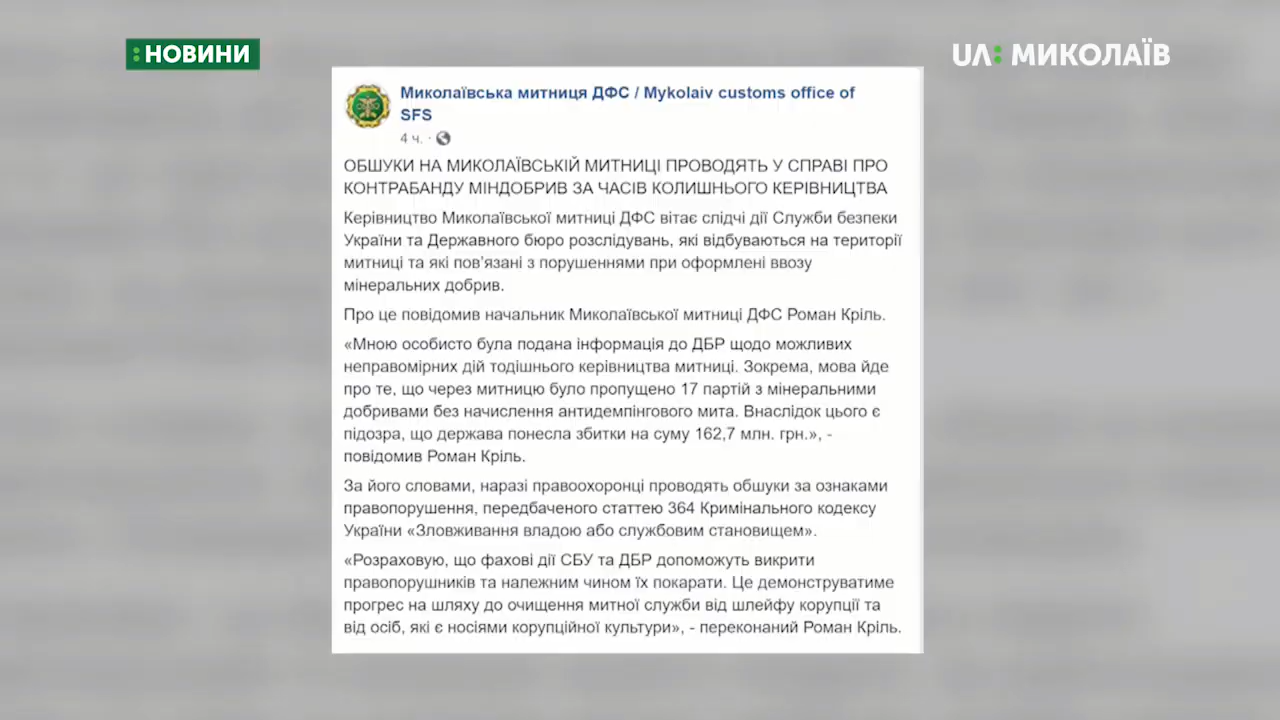 :НОВИНИ
UA: МИКОЛАЇВ
Миколаївська митниця ДФС / Mykolaiv customs office of
SFS
4 ч. ·
ОБШУКИ НА МИКОЛАЇВСЬКІЙ МИТНИЦІ ПРОВОДЯТЬ У СПРАВІ ПРО
КОНТРАБАНДУ МІНДОБРИВ ЗА ЧАСІВ КОЛИШНЬОГО КЕРІВНИЦТВА
Керівництво Миколаївської митниці ДФС вітає слідчі дії Служби безпеки
України та Державного бюро розслідувань, які відбуваються на території
митниці та які пов’язані з порушеннями при оформлені ввозу
мінеральних добрив.
Про це повідомив начальник Миколаївської митниці ДФС Роман Кріль.
«Мною особисто була подана інформація до ДБР щодо можливих
неправомірних дій тодішнього керівництва митниці. Зокрема, мова йде
про те, що через митницю було пропущено 17 партій з мінеральними
добривами без начислення антидемпінгового мита. Внаслідок цього є
підозра, що держава понесла збитки на суму 162,7 млн. грн.», -
повідомив Роман Кріль.
За його словами, наразі правоохоронці проводять обшуки за ознаками
правопорушення, передбаченого статтею 364 Кримінального кодексу
України «Зловживання владою або службовим становищем».
«Розраховую, що фахові дії СБУ та ДБР допоможуть викрити
правопорушників та належним чином їх покарати. Це демонструватиме
прогрес на шляху до очищення митної служби від шлейфу корупції та
від осіб, які є носіями корупційної культури», - переконаний Роман Кріль.